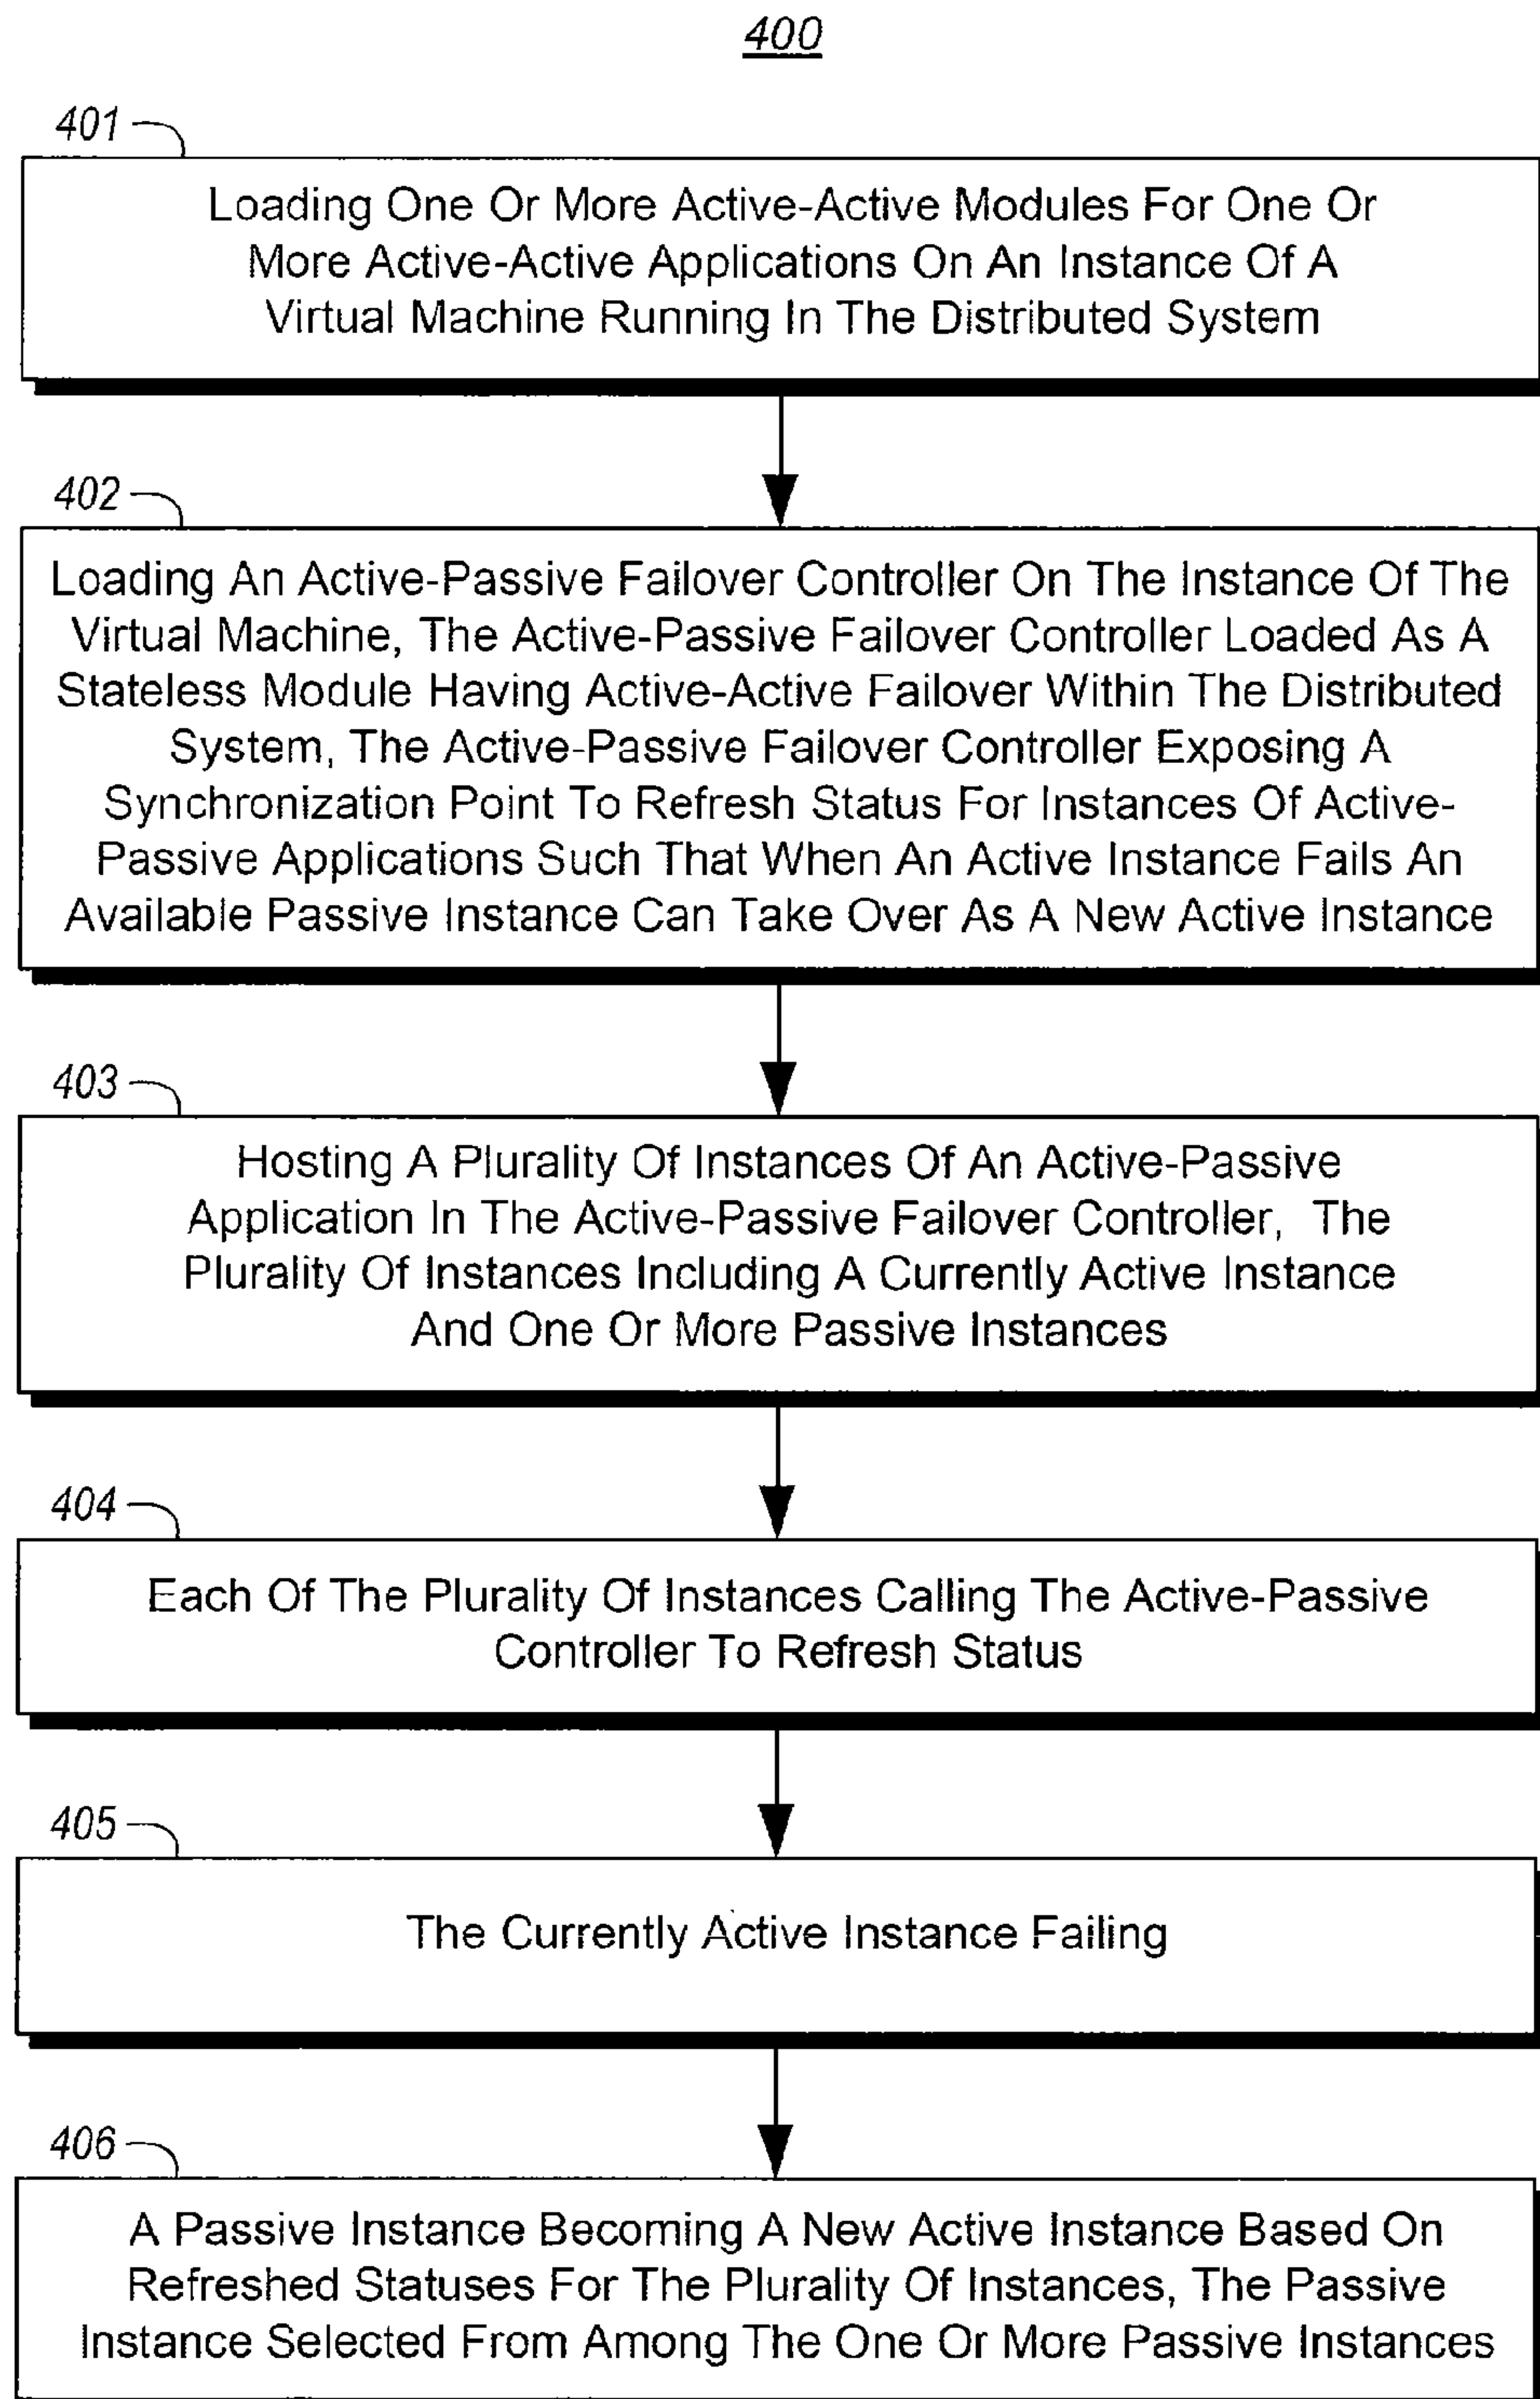 400
401
Loading One Or More Active-Active Modules For One Or
More Active-Active Applications On An Instance Of A
Virtual Machine Running In The Distributed System
402
Loading An Active-Passive Failover Controller On The Instance Of The
Virtual Machine, The Active-Passive Failover Controller Loaded As A
Stateless Module Having Active-Active Failover Within The Distributed
System, The Active-Passive Failover Controller Exposing A
Synchronization Point To Refresh Status For Instances Of Active-
Passive Applications Such That When An Active Instance Fails An
Available Passive Instance Can Take Over As A New Active Instance
403
Hosting A Plurality Of Instances Of An Active-Passive
Application In The Active-Passive Failover Controller, The
Plurality Of Instances Including A Currently Active Instance
And One Or More Passive Instances
404
Each Of The Plurality Of Instances Calling The Active-Passive
Controller To Refresh Status
405
The Currently Active Instance Failing
406
A Passive Instance Becoming A New Active Instance Based On
Refreshed Statuses For The Plurality Of Instances, The Passive
Instance Selected From Among The One Or More Passive Instances